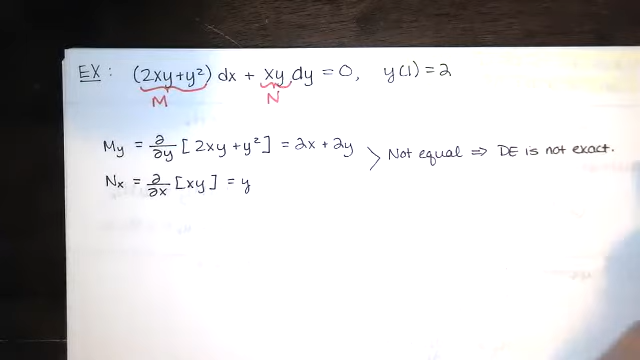 EX: (2xy+y²) dx + xy dy = 0, y(1) = 2
M N
My = ∂/∂y [2xy + y²] = 2x + 2y
Not equal ⇒ DE is not exact.
Nx = ∂/∂x [xy] = y